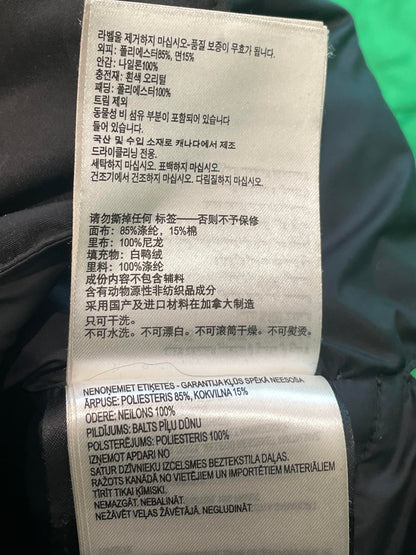 라벨을 제거하지 마십시오-품질 보증이 무효가 됩니다.
외피: 폴리에스터85%, 면15%
안감: 나일론100%
충전재: 흰색 오리털
패딩: 폴리에스터100%
트림 제외
동물성 비 섬유 부분이 포함되어 있습니다
들어 있습니다.
국산 및 수입 소재로 캐나다에서 제조
드라이클리닝 전용.
세탁하지 마십시오. 표백하지 마십시오.
건조기에서 건조하지 마십시오. 다림질하지 마십시오.
请勿撕掉任何 标签——否则不予保修
面布: 85%涤纶, 15%棉
里布: 100%尼龙
填充物: 白鸭绒
里料: 100%涤纶
成份内容不包含辅料
含有动物源性非纺织品成分
采用国产及进口材料在加拿大制造
只可干洗。
不可水洗。不可漂白。不可滚筒干燥。不可熨烫。
NENOŅEMIET ETIĶETES - GARANTIJA KĻŪS SPĒKĀ NEESOŠA
ĀRPUSE: POLIESTERIS 85%, KOKVILNA 15%
ODERE: NEILONS 100%
PILDĪJUMS: BALTS PĪĻU DŪNU
POLSTERĒJUMS: POLIESTERIS 100%
IZŅEMOT APDARI NO
SATUR DZĪVNIEKU IZCELSMES BEZTEKSTILA DAĻAS.
RAŽOTS KANĀDĀ NO VIETĒJIEM UN IMPORTĒTIEM MATERIĀLIEM
TĪRĪT TIKAI ĶĪMISKI.
NEMAZGĀT. NEBALINĀT.
NEŽĀVĒT VEĻAS ŽĀVĒTĀJĀ. NEGLUDINĀT.